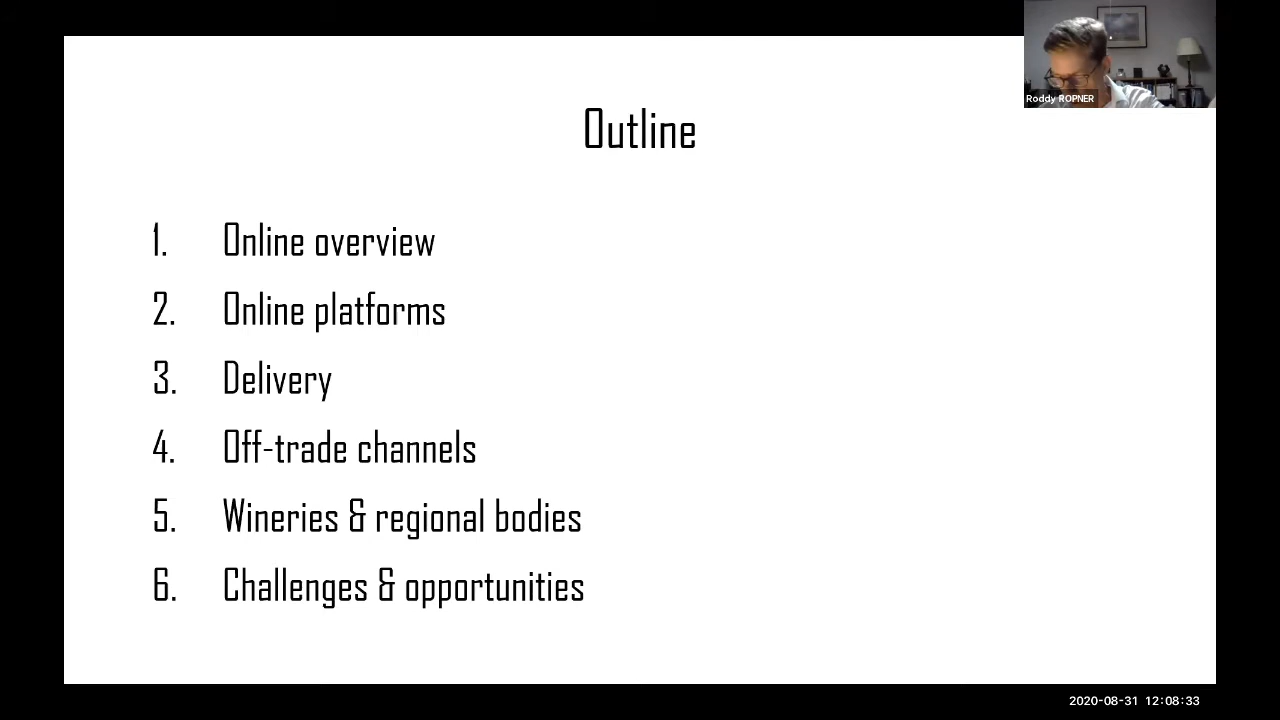 Outline
Roddy ROPNER
1. Online overview
2. Online platforms
3. Delivery
4. Off-trade channels
5. Wineries & regional bodies
6. Challenges & opportunities
2020-08-31 12:08:33